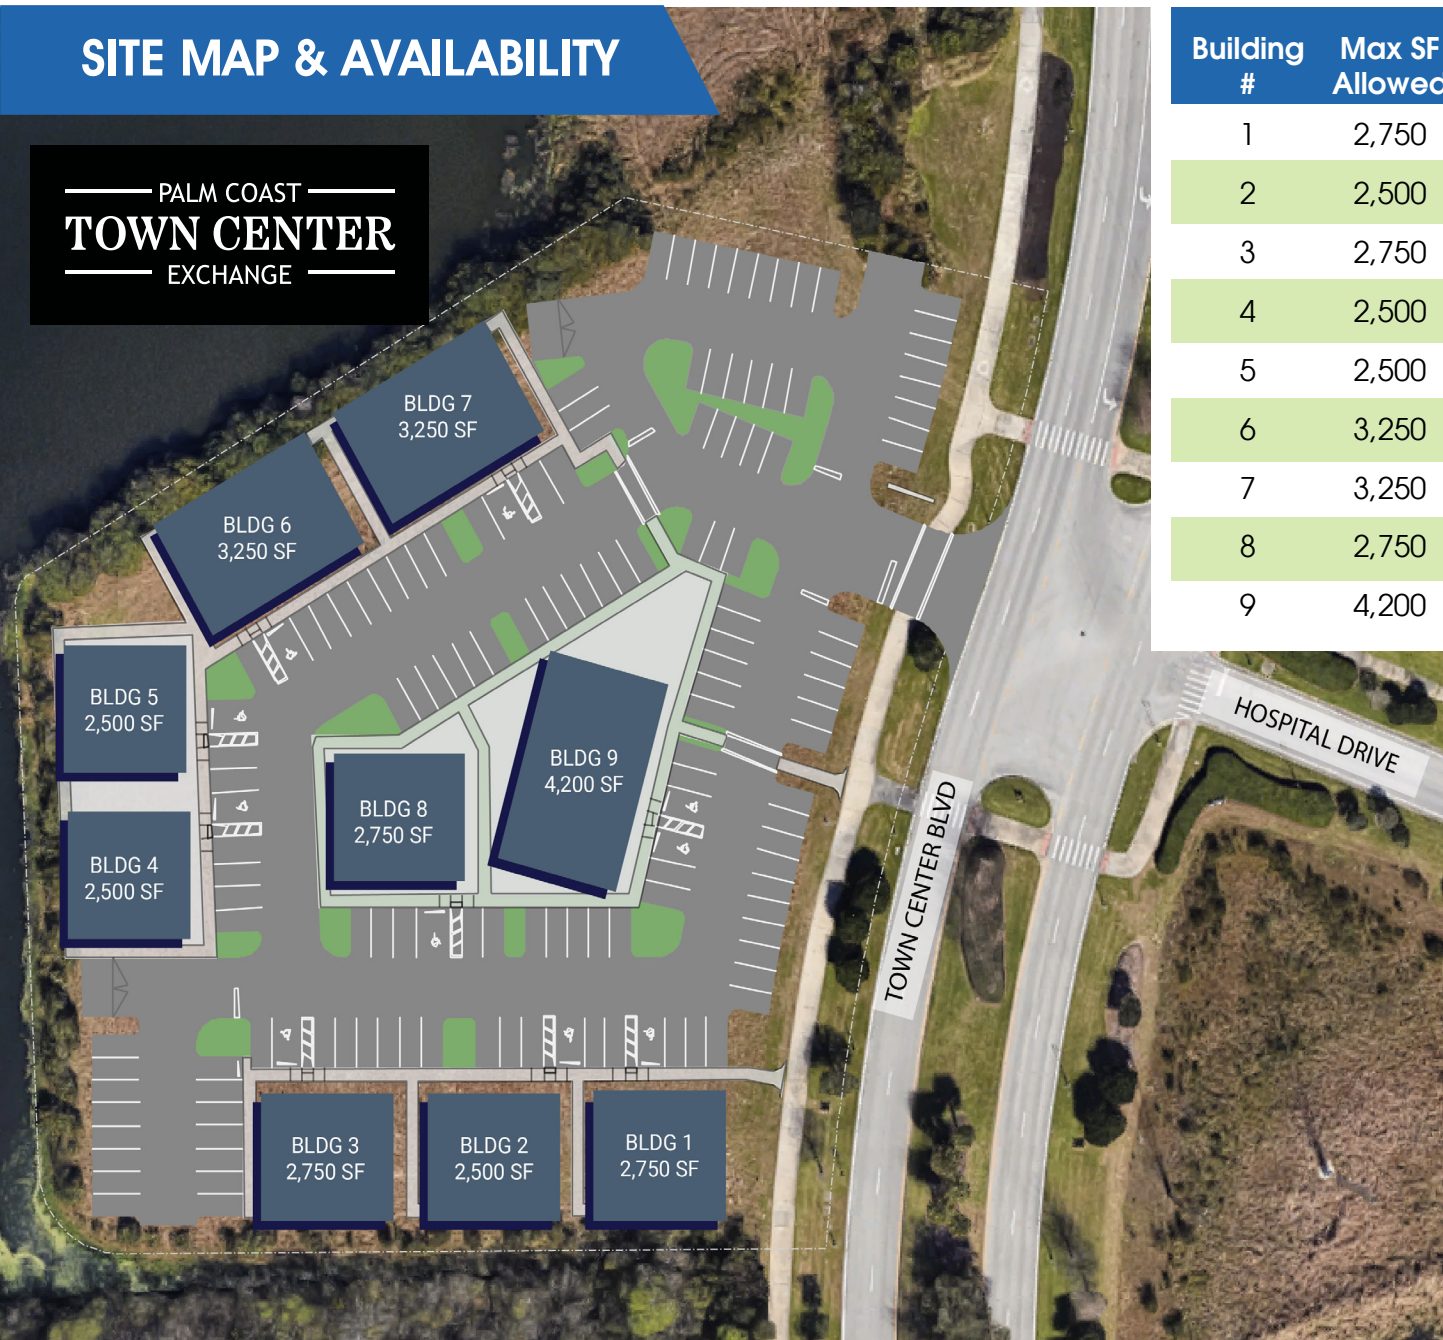 SITE MAP & AVAILABILITY
PALM COAST
TOWN CENTER
EXCHANGE
Building # Max SF Allowed
1 2,750
2 2,500
3 2,750
4 2,500
5 2,500
6 3,250
7 3,250
8 2,750
9 4,200
BLDG 7
3,250 SF
BLDG 6
3,250 SF
BLDG 5
2,500 SF
BLDG 9
4,200 SF
BLDG 8
2,750 SF
BLDG 4
2,500 SF
BLDG 3
2,750 SF
BLDG 2
2,500 SF
BLDG 1
2,750 SF
HOSPITAL DRIVE
TOWN CENTER BLVD